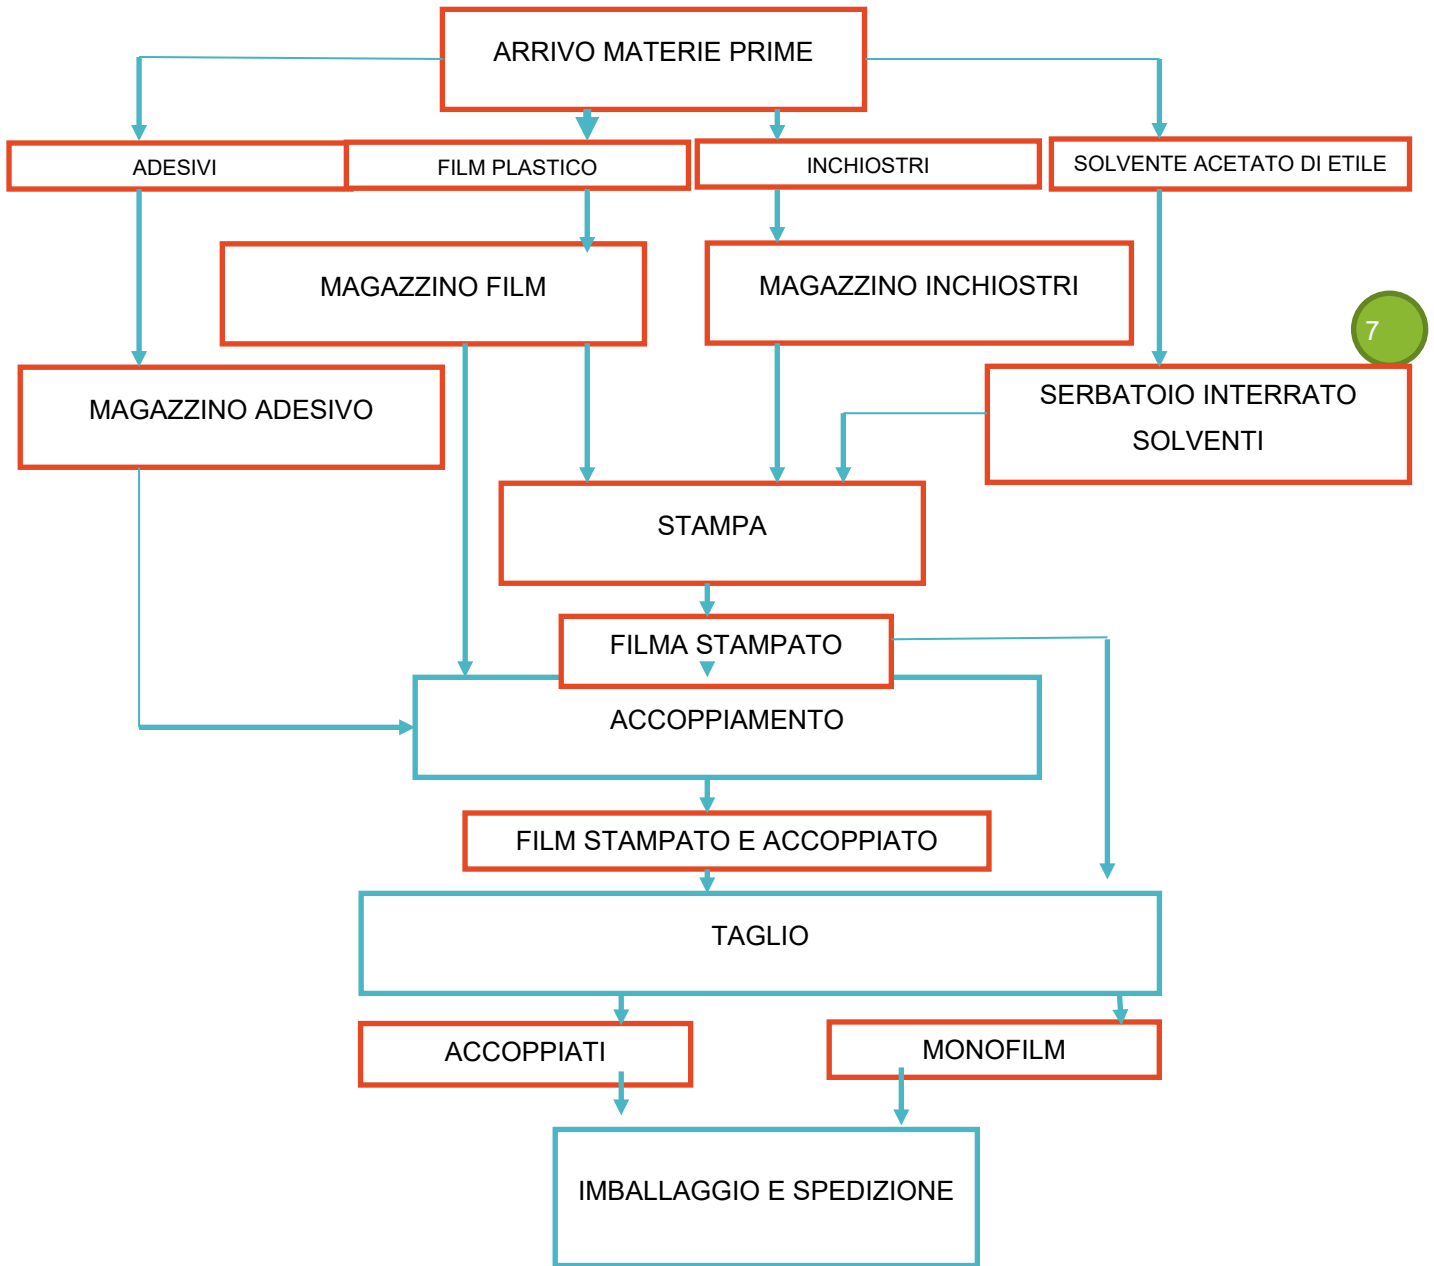 ARRIVO MATERIE PRIME
ADESIVI
FILM PLASTICO
INCHIOSTRI
SOLVENTE ACETATO DI ETILE
MAGAZZINO FILM
MAGAZZINO INCHIOSTRI
7
MAGAZZINO ADESIVO
SERBATOIO INTERRATO
SOLVENTI
STAMPA
FILMA STAMPATO
ACCOPPIAMENTO
FILM STAMPATO E ACCOPPIATO
TAGLIO
ACCOPPIATI
MONOFILM
IMBALLAGGIO E SPEDIZIONE